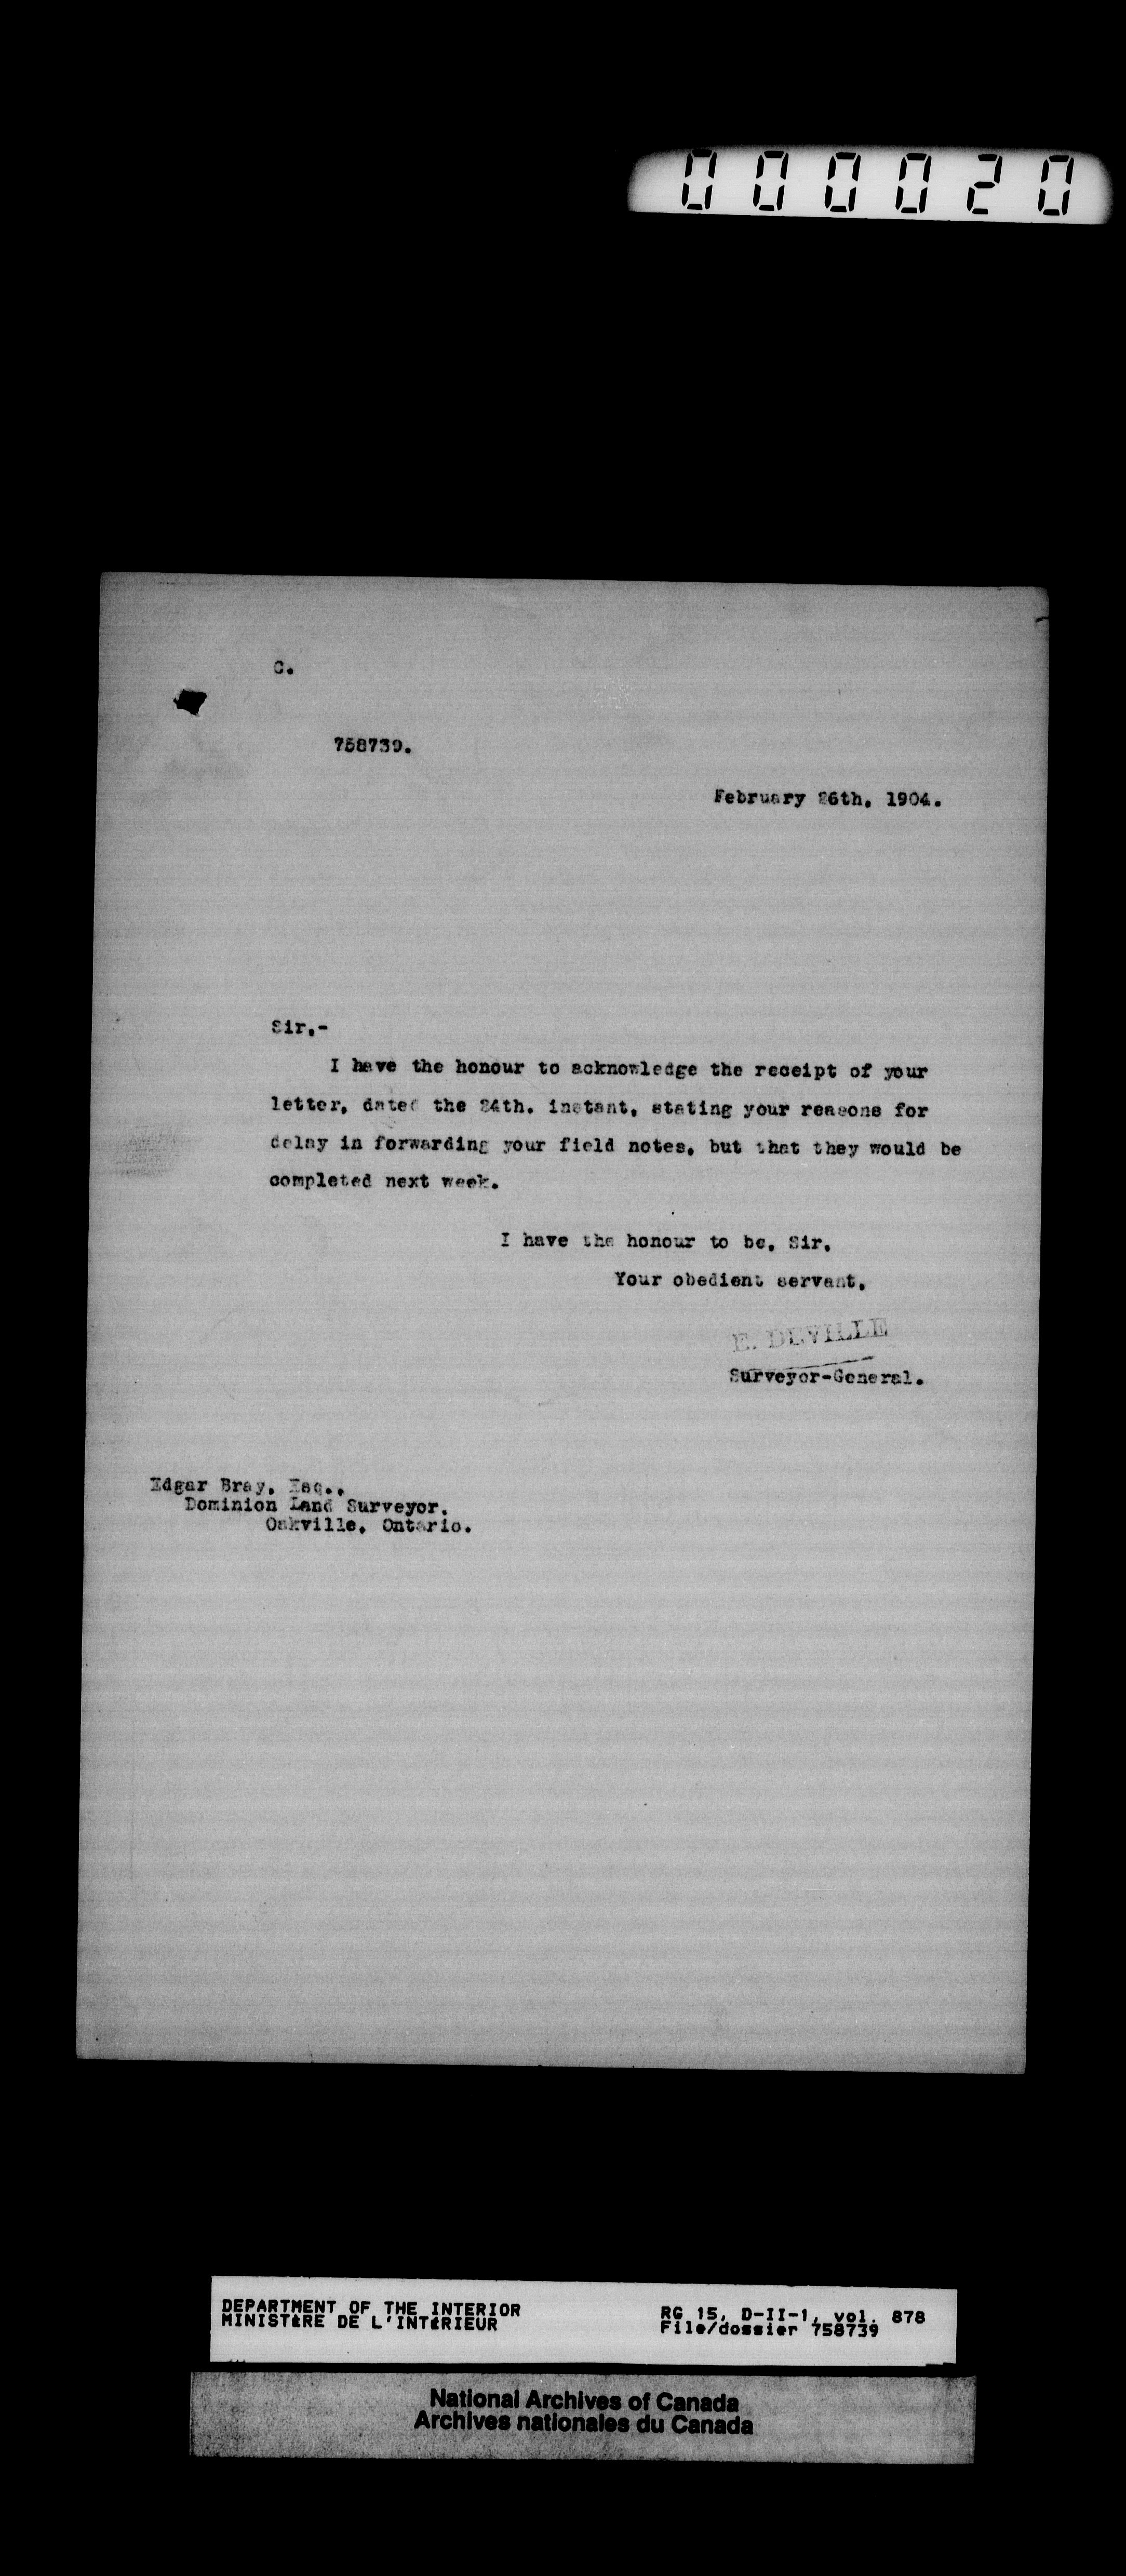 000020
C.
758739.
February 26th, 1904.
Sir,-
I have the honour to acknowledge the receipt of your
letter, dated the 24th. instant, stating your reasons for
delay in forwarding your field notes, but that they would be
completed next week.
I have the honour to be, Sir,
Your obedient servant,
E. DEVILLE
Surveyor-General.
Edgar Bray, Esq.,
Dominion Land Surveyor,
Oakville, Ontario.
DEPARTMENT OF THE INTERIOR
MINISTÈRE DE L'INTÉRIEUR
RG 15, D-II-1, vol. 878
File/dossier 758739
National Archives of Canada
Archives nationales du Canada